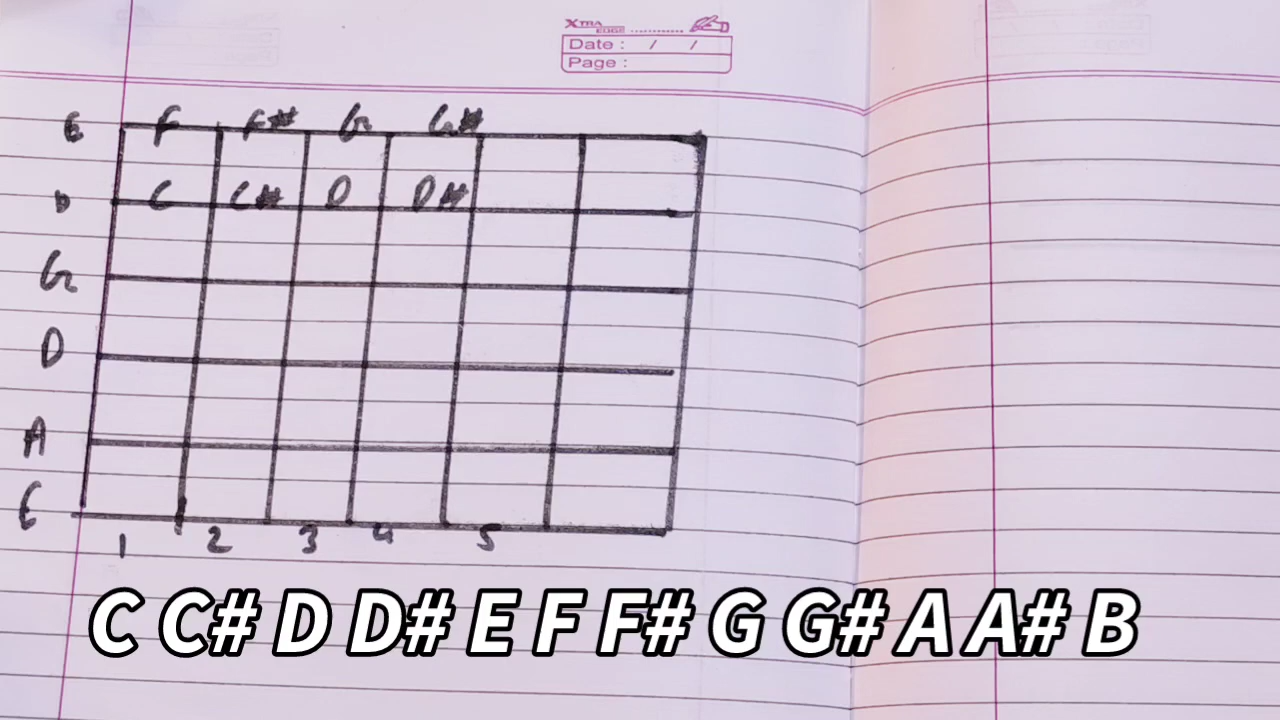 XTRA EDGE
Date : / /
Page :
E F F# G G#
b C C# D D#
G
D
A
E
1 2 3 4 5
C C# D D# E F F# G G# A A# B